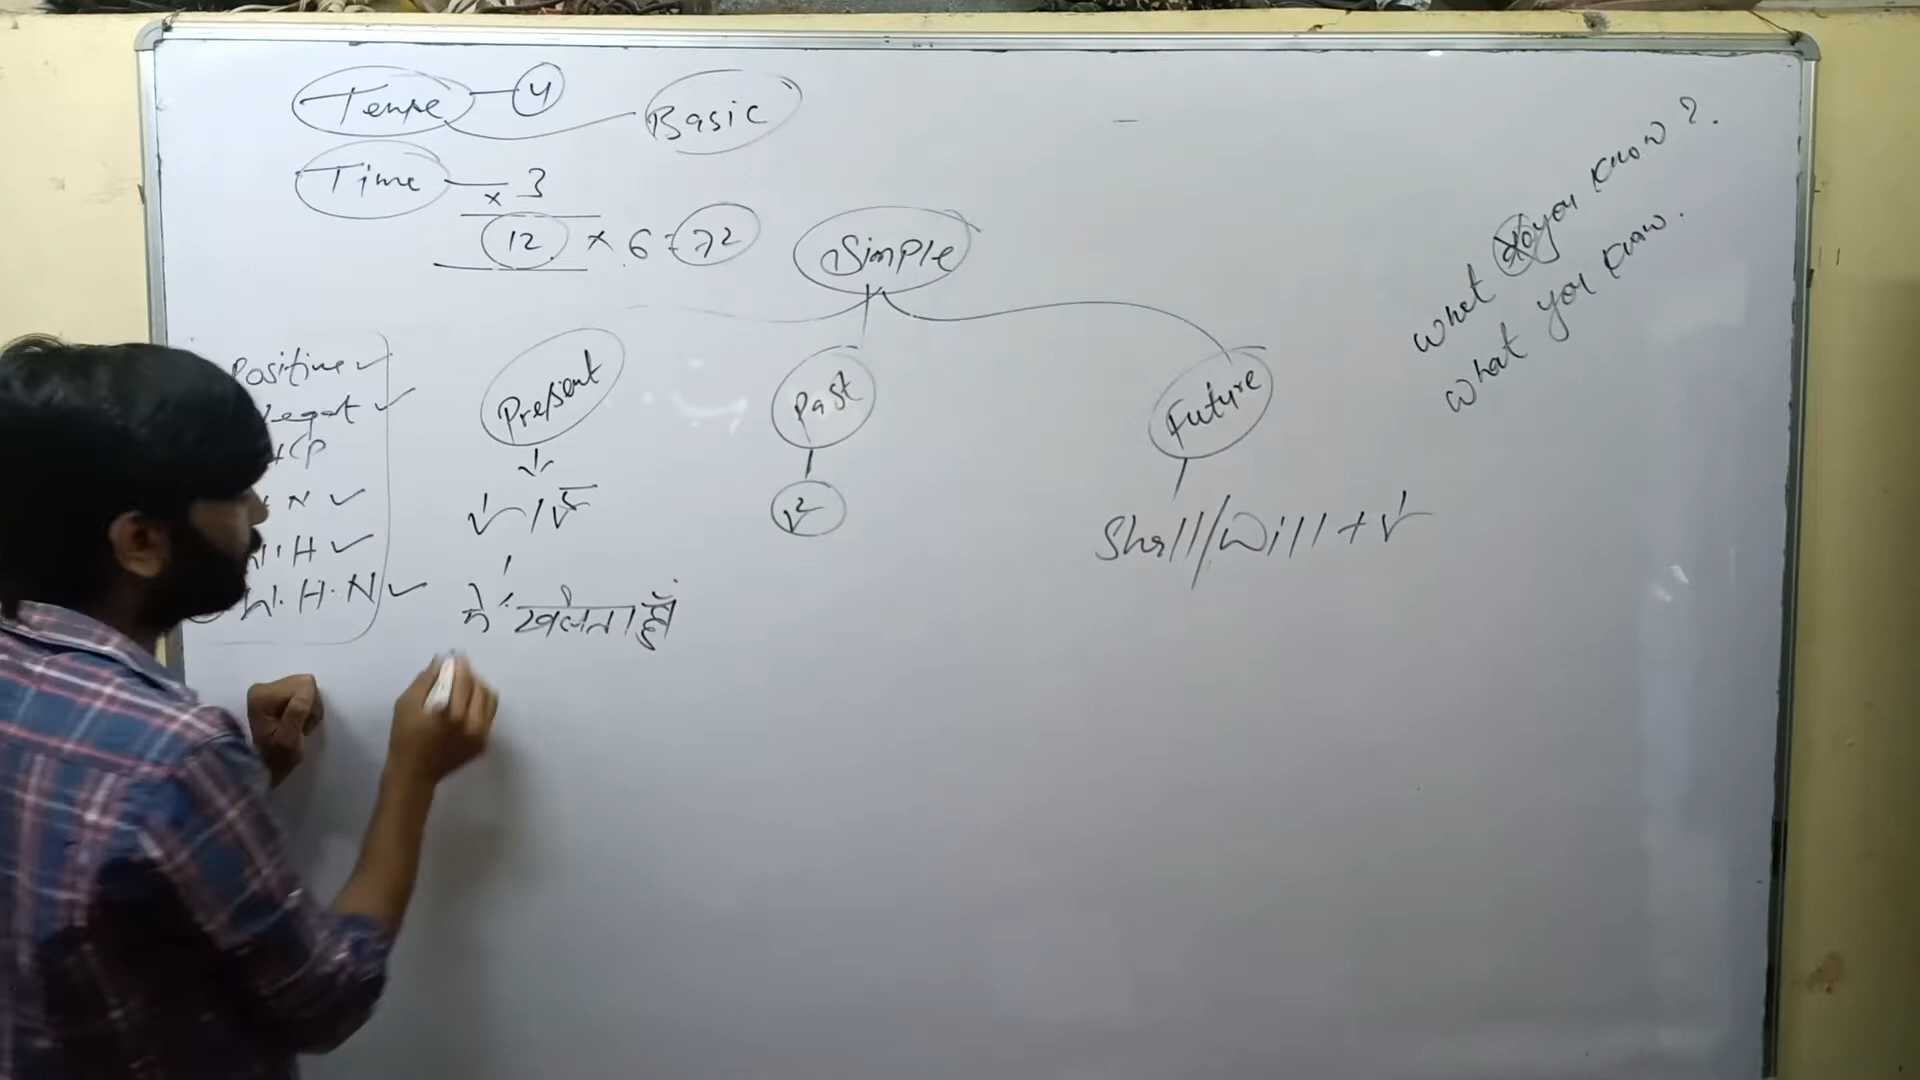 Tense 4
Basic
Time × 3
12 × 6 = 72
Simple
Positive ✓
Present
Past
Future
N ✓
H ✓
W. H. N ✓
V¹ / V⁵
V²
Shall/Will + V¹
मैं खेलता हूँ
What do you know ?
What you know.